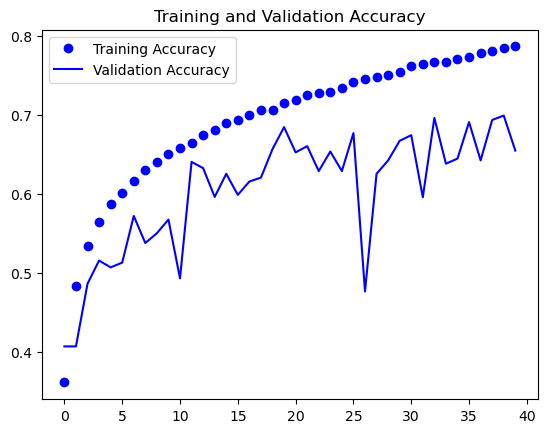 Training and Validation Accuracy
Training Accuracy
Validation Accuracy
0.8
0.7
0.6
0.5
0.4
0 5 10 15 20 25 30 35 40